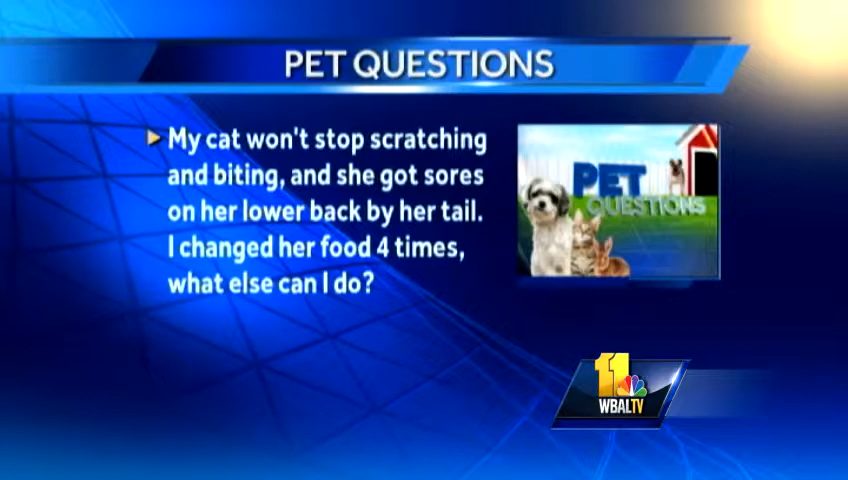 PET QUESTIONS
My cat won't stop scratching
and biting, and she got sores
on her lower back by her tail.
I changed her food 4 times,
what else can I do?
PET
QUESTIONS
11
WBALTV